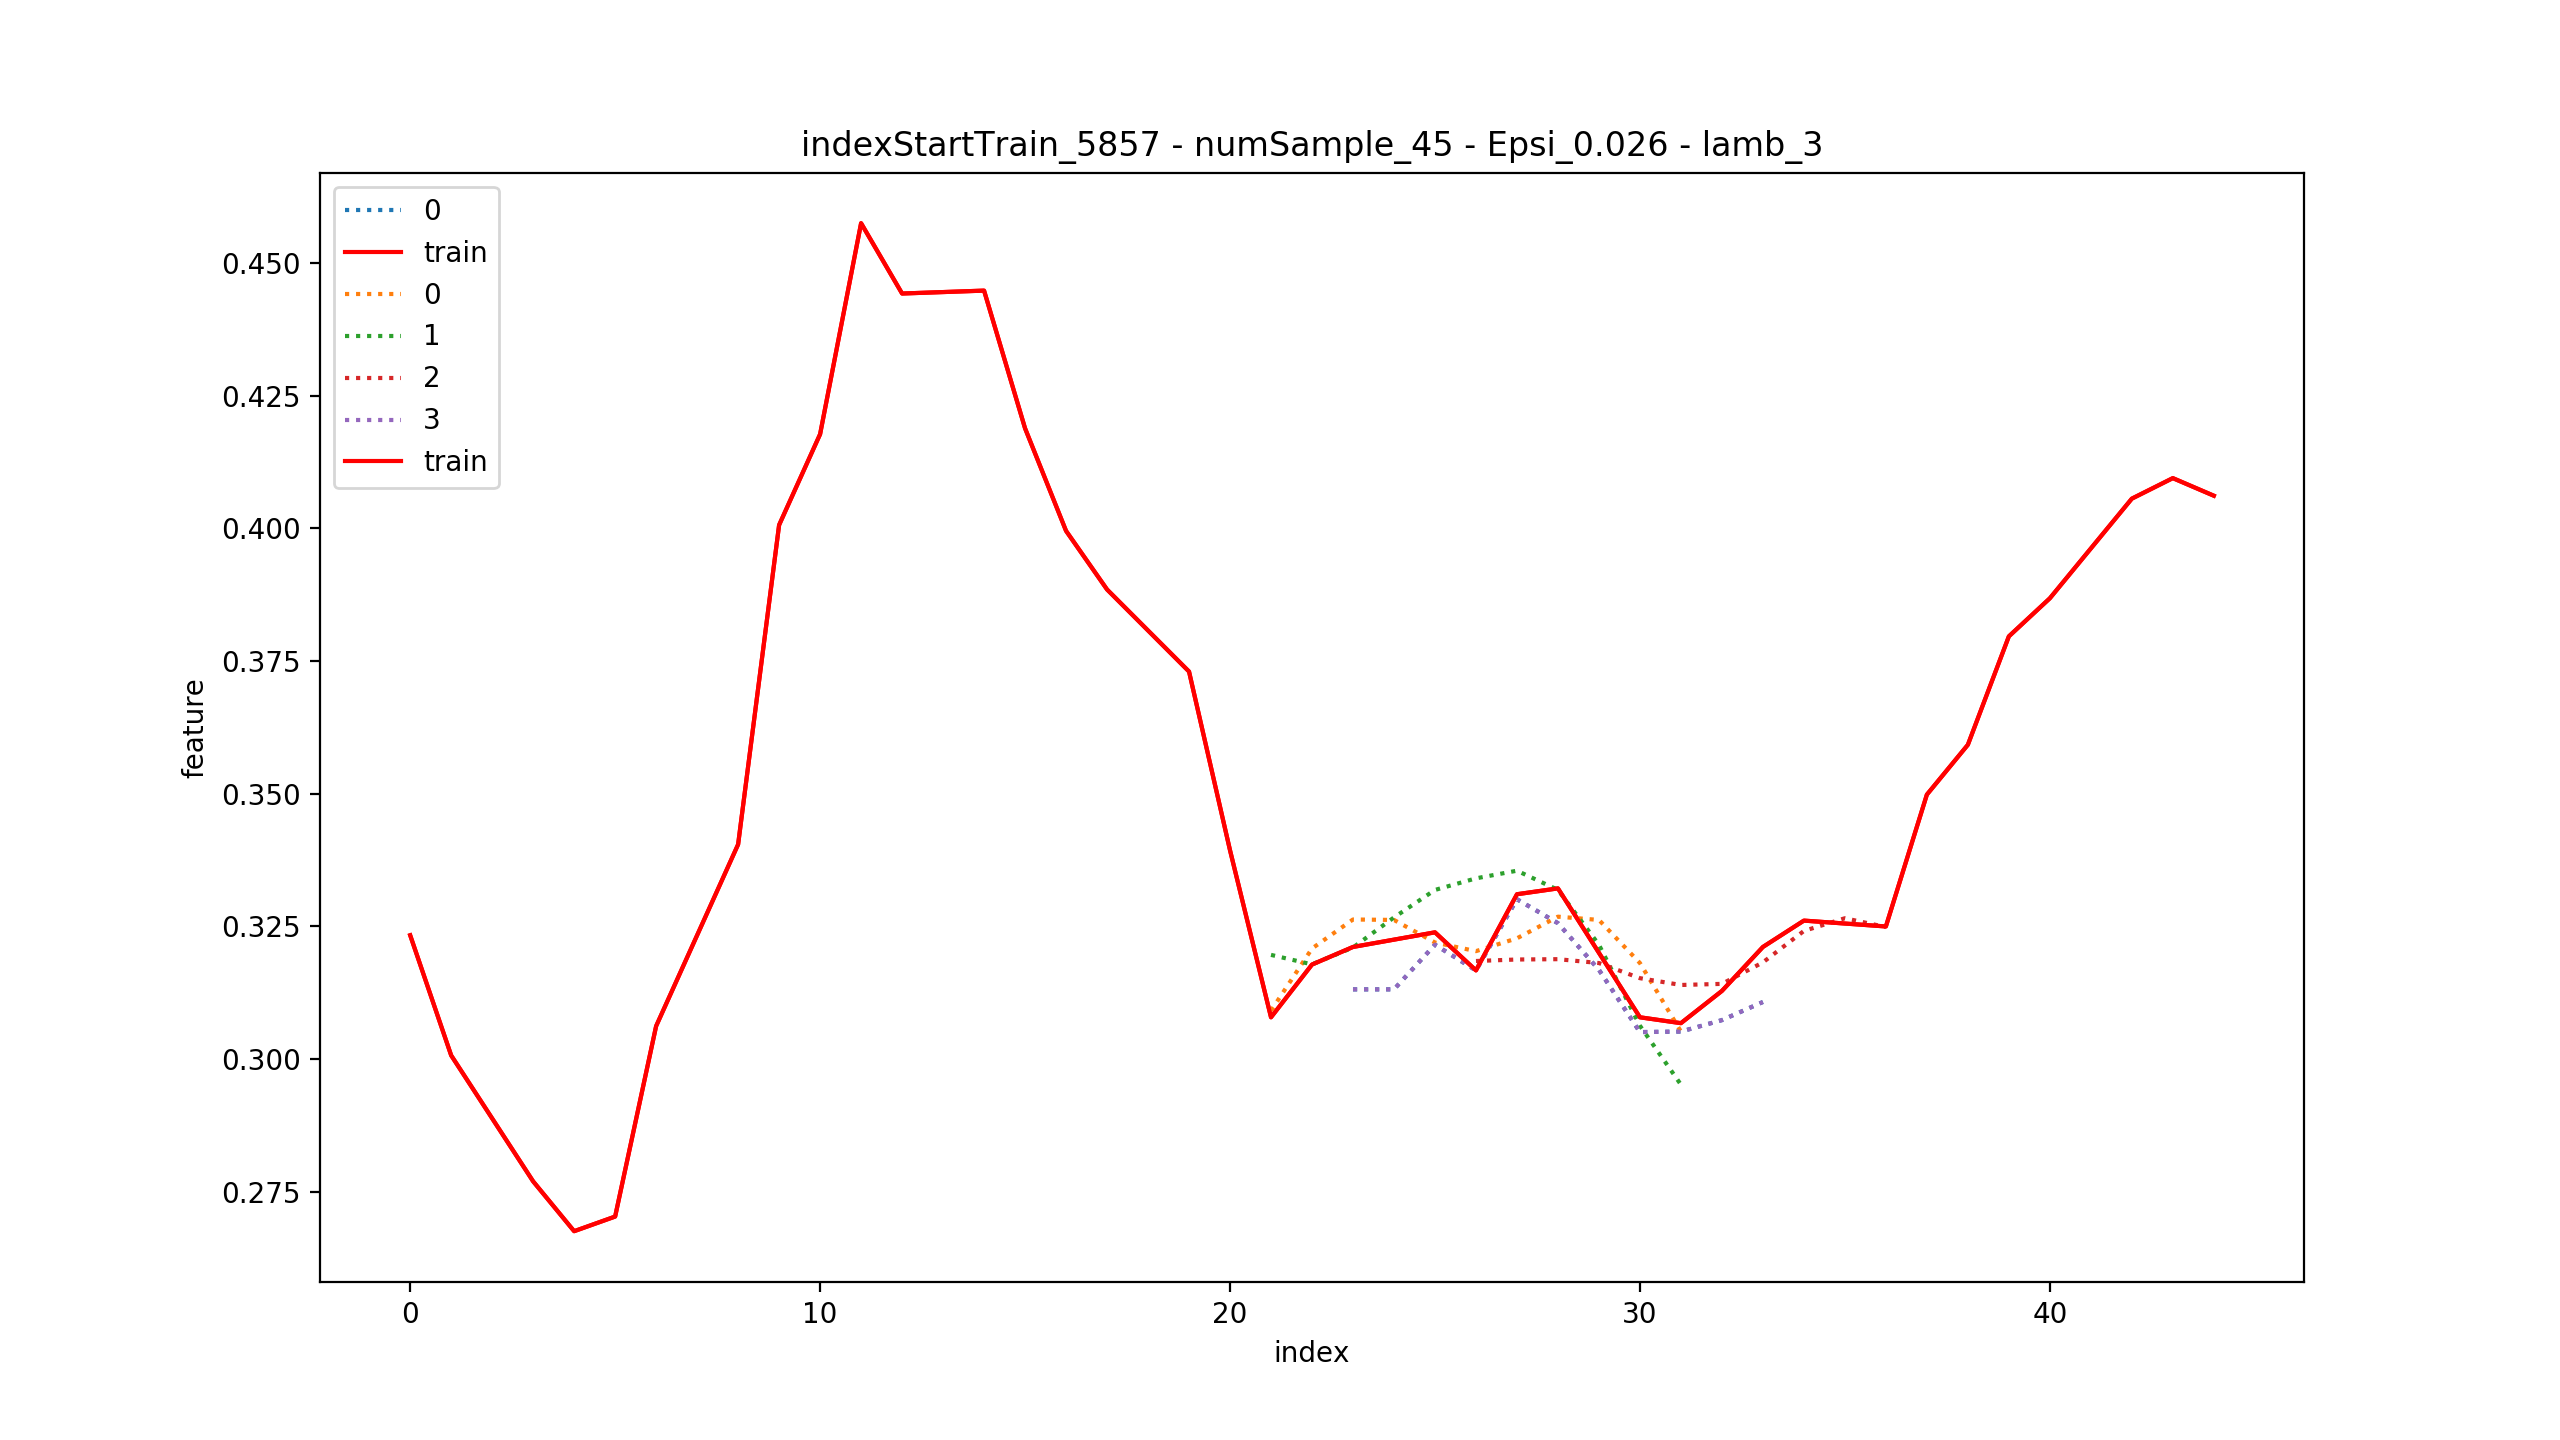 indexStartTrain_5857 - numSample_45 - Epsi_0.026 - lamb_3
0
train
0
1
2
3
train
0.450
0.425
0.400
0.375
0.350
0.325
0.300
0.275
feature
0 10 20 30 40
index